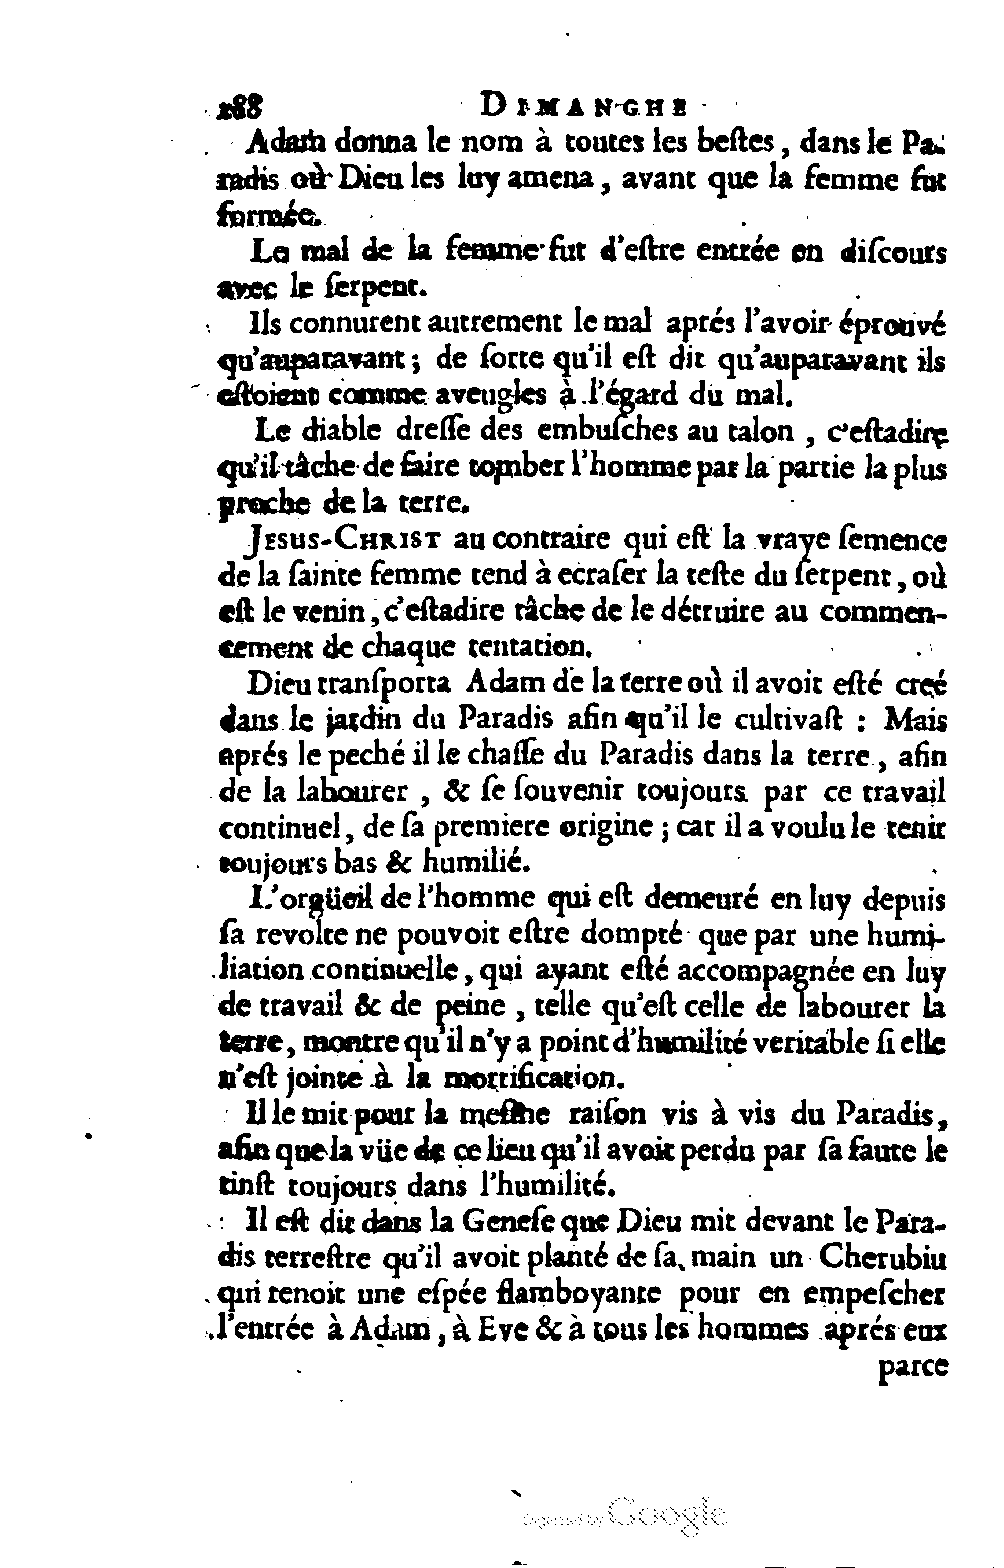 288 DIMANCHE
Adam donna le nom à toutes les beſtes, dans le Pa-
radis où Dieu les luy amena, avant que la femme fut
formée.
Le mal de la femme fut d'eſtre entrée en diſcours
avec le ſerpent.
Ils connurent autrement le mal aprés l'avoir éprouvé
qu'auparavant ; de ſorte qu'il eſt dit qu'auparavant ils
eſtoient comme aveugles à l'égard du mal.
Le diable dreſſe des embuſches au talon, c'eſtadire
qu'il tâche de faire tomber l'homme par la partie la plus
proche de la terre.
JESUS-CHRIST au contraire qui eſt la vraye ſemence
de la ſainte femme tend à ecraſer la teſte du ſerpent, où
eſt le venin, c'eſtadire tâche de le détruire au commen-
cement de chaque tentation.
Dieu tranſporta Adam de la terre où il avoit eſté creé
dans le jardin du Paradis afin qu'il le cultivaſt : Mais
aprés le peché il le chaſſe du Paradis dans la terre, afin
de la labourer, & ſe ſouvenir toujours par ce travail
continuel, de ſa premiere origine ; car il a voulu le tenir
toujours bas & humilié.
L'orgüeil de l'homme qui eſt demeuré en luy depuis
ſa revolte ne pouvoit eſtre dompté que par une humi-
liation continuelle, qui ayant eſté accompagnée en luy
de travail & de peine, telle qu'eſt celle de labourer la
terre, montre qu'il n'y a point d'humilité veritable ſi elle
n'eſt jointe à la mortification.
Il le mit pour la meſme raiſon vis à vis du Paradis,
afin que la vüe de ce lieu qu'il avoit perdu par ſa faute le
tinſt toujours dans l'humilité.
Il eſt dit dans la Geneſe que Dieu mit devant le Para-
dis terreſtre qu'il avoit planté de ſa main un Cherubin
qui tenoit une eſpée flamboyante pour en empeſcher
l'entrée à Adam, à Eve & à tous les hommes aprés eux
parce
Digitized by Google